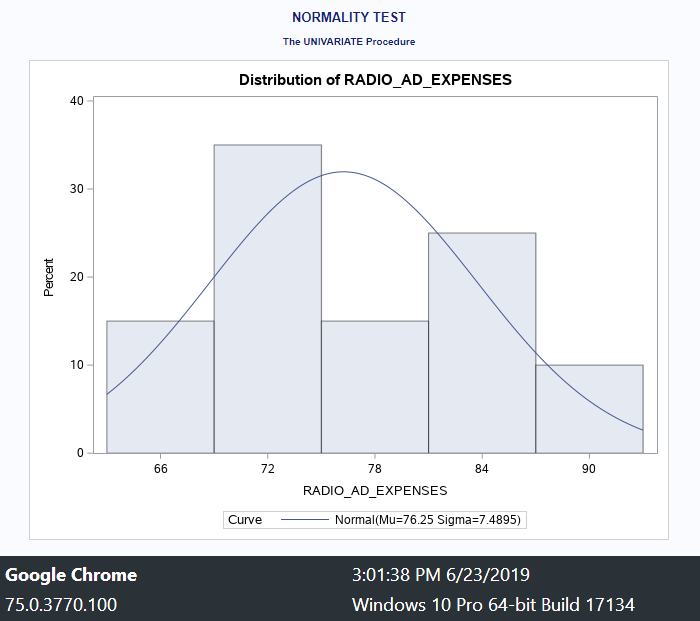 NORMALITY TEST
The UNIVARIATE Procedure
Distribution of RADIO_AD_EXPENSES
40
30
20
10
0
Percent
66 72 78 84 90
RADIO_AD_EXPENSES
Curve Normal(Mu=76.25 Sigma=7.4895)
Google Chrome 3:01:38 PM 6/23/2019
75.0.3770.100 Windows 10 Pro 64-bit Build 17134